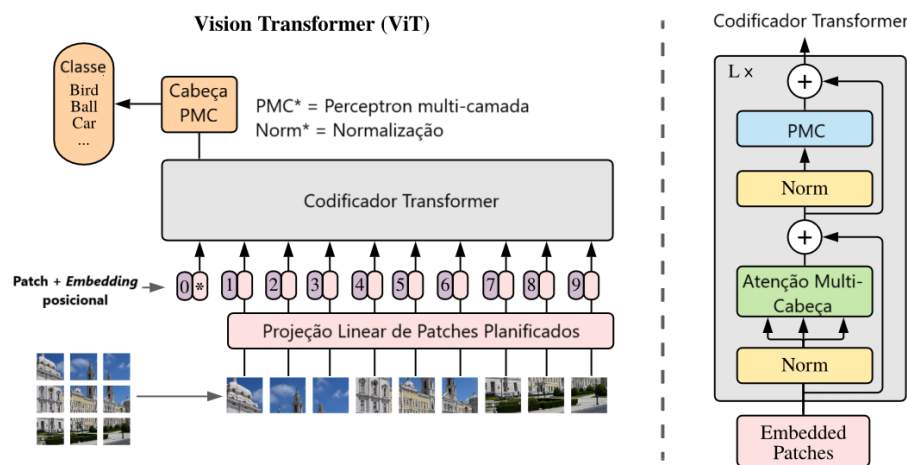 Vision Transformer (ViT)
Classe
Bird
Ball
Car
...
Cabeça
PMC
PMC* = Perceptron multi-camada
Norm* = Normalização
Codificador Transformer
Patch + Embedding
posicional
0 * 1 2 3 4 5 6 7 8 9
Projeção Linear de Patches Planificados
Codificador Transformer
L x
+
PMC
Norm
+
Atenção Multi-
Cabeça
Norm
Embedded
Patches